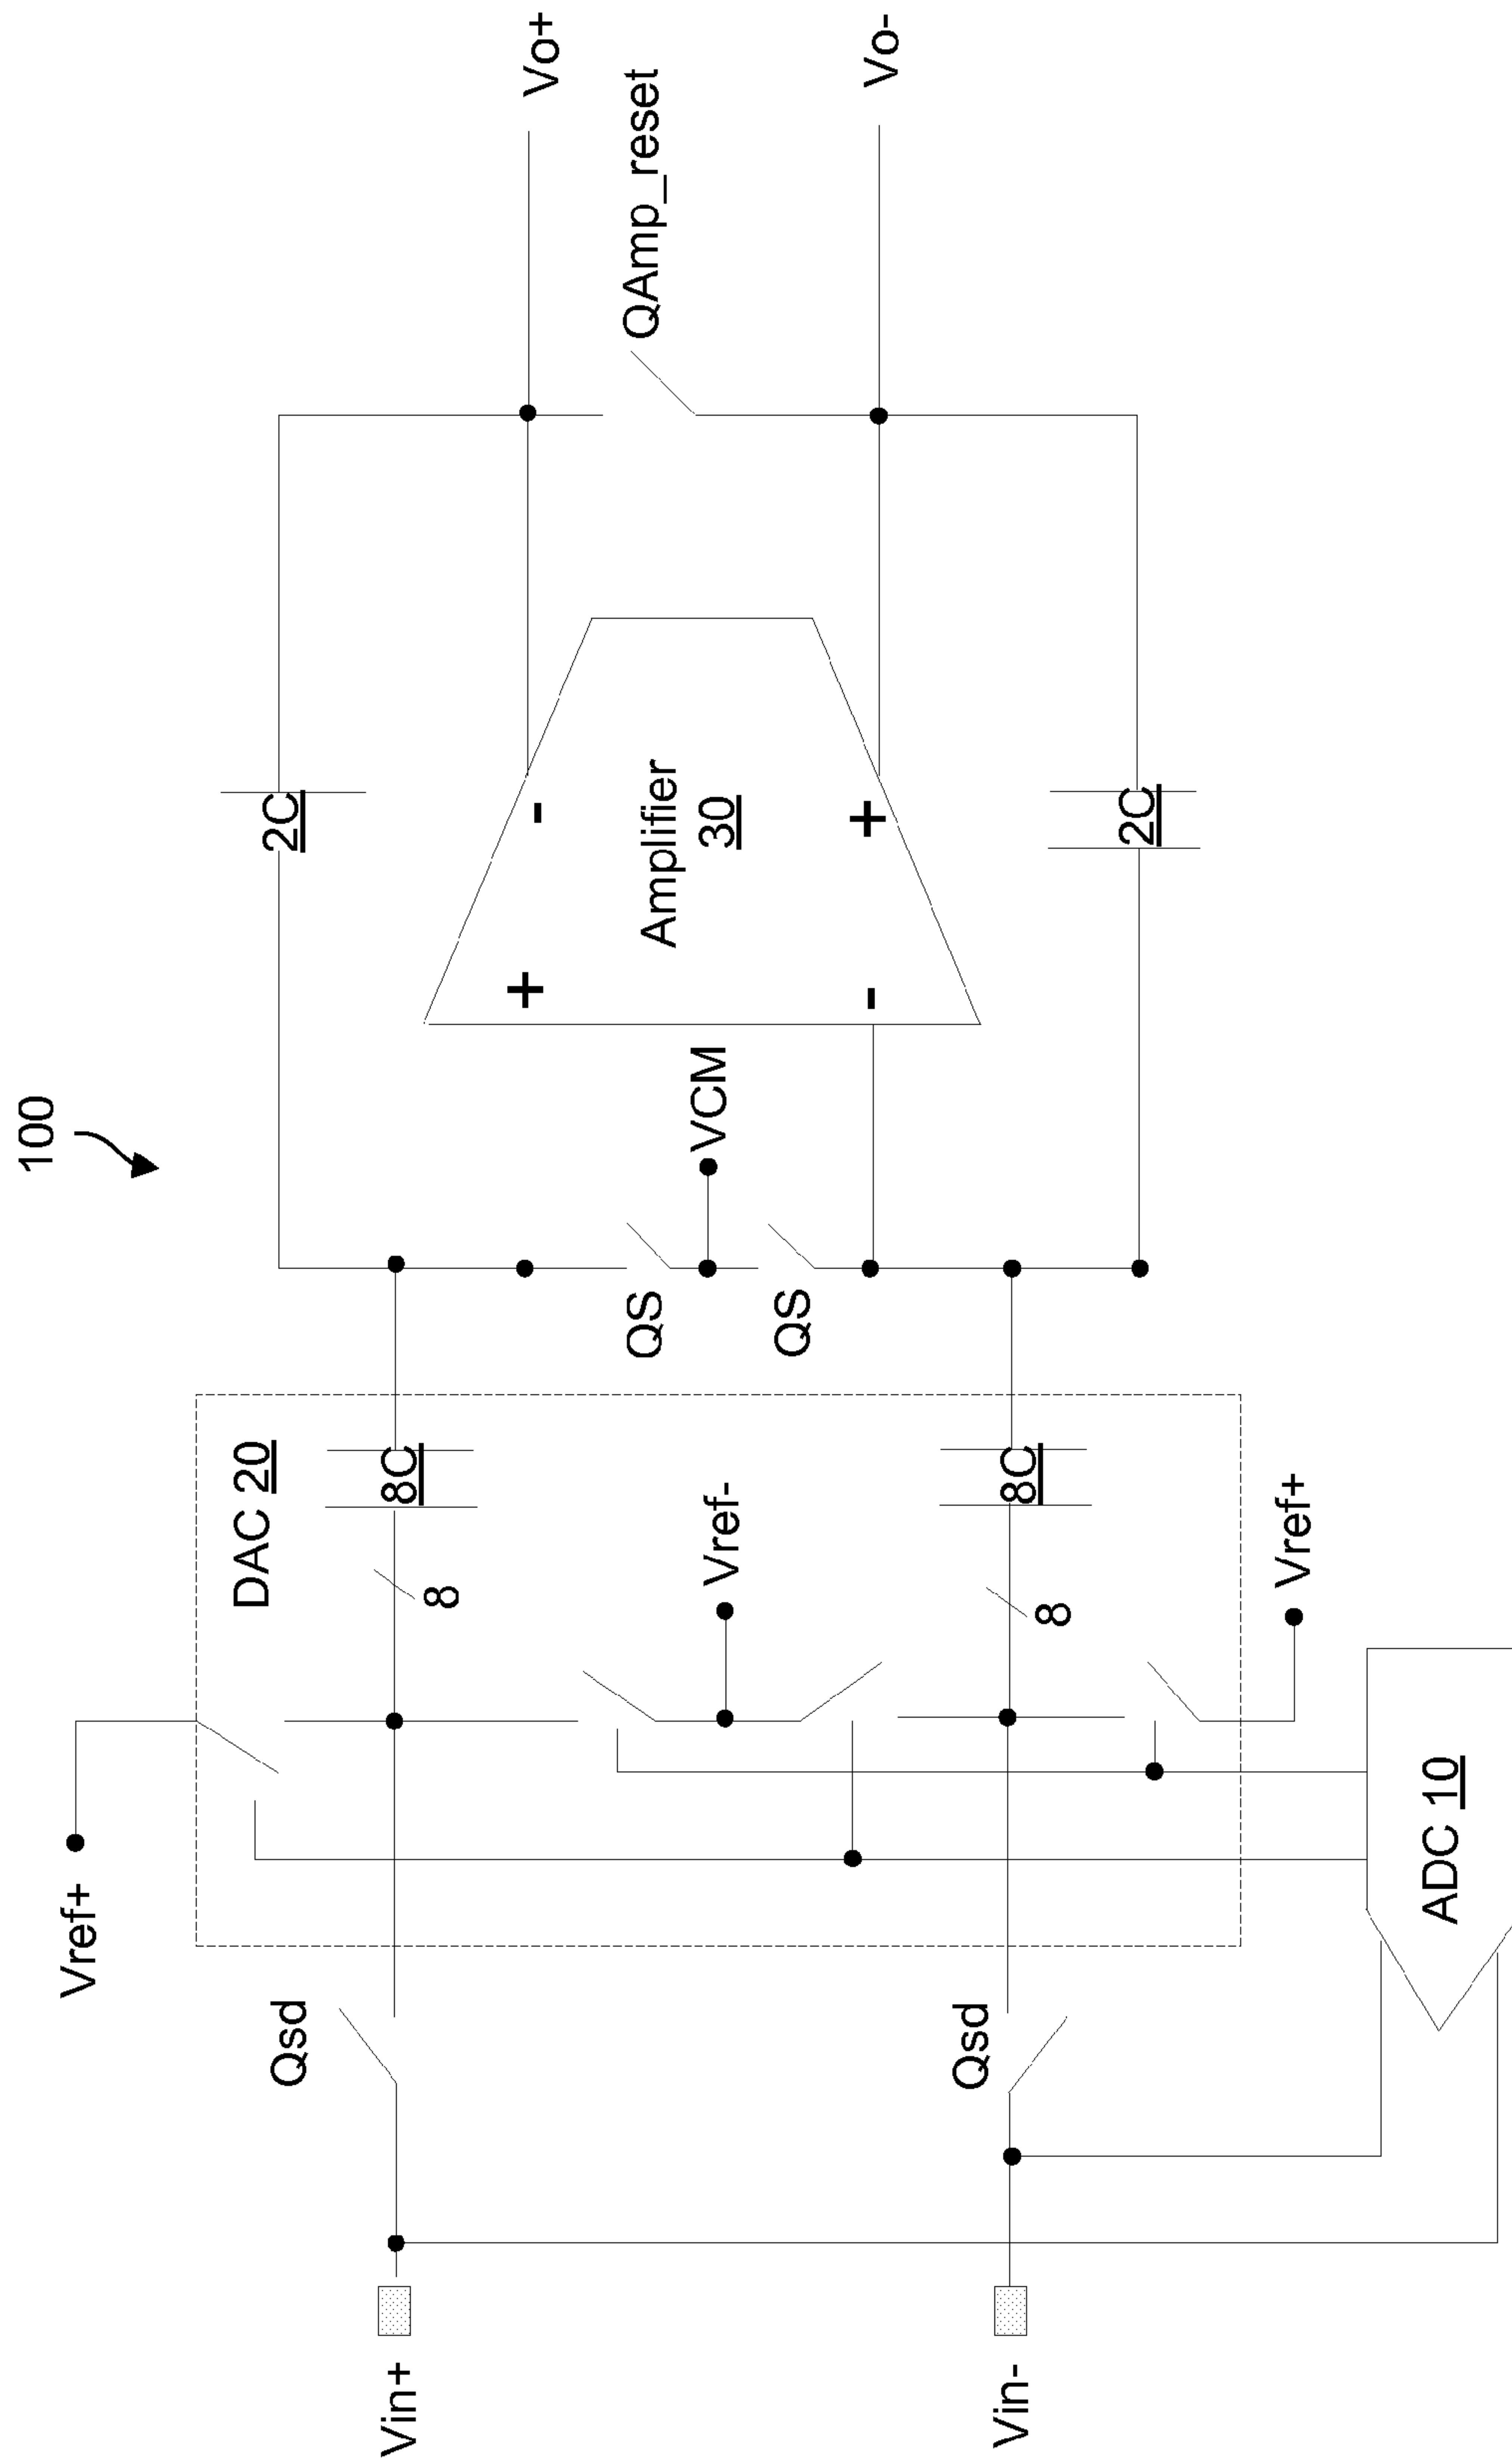 100
Vref+
DAC 20
Qsd
Vin+
8C
8
2C
QS
VCM
QS
Vref-
Amplifier
30
+
-
-
+
Vo+
QAmp_reset
Vo-
Qsd
Vin-
8C
8
2C
Vref+
ADC 10